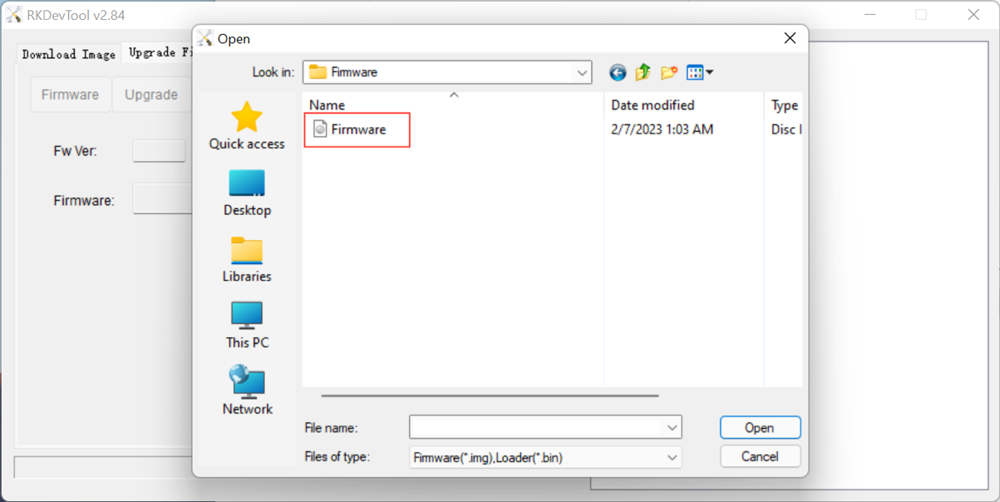 RKDevTool v2.84
Open
Download Image
Upgrade Fi
Look in:
Firmware
Firmware
Upgrade
Name
Date modified
Type
Firmware
2/7/2023 1:03 AM
Disc I
Quick access
Fw Ver:
Desktop
Firmware:
Libraries
This PC
Network
File name:
Open
Files of type:
Firmware(*.img),Loader(*.bin)
Cancel